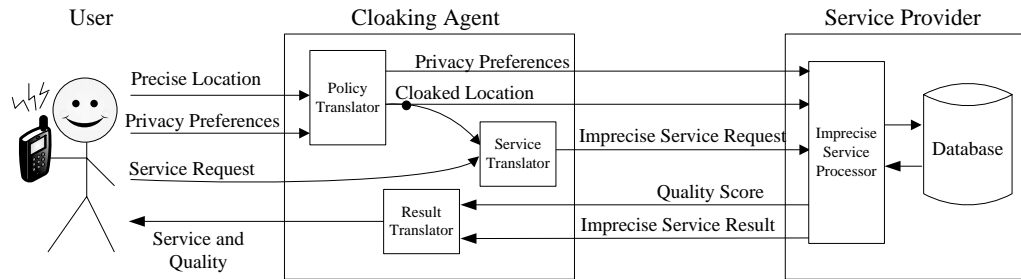 User
Cloaking Agent
Service Provider
Precise Location
Privacy Preferences
Service Request
Service and
Quality
Policy
Translator
Service
Translator
Result
Translator
Privacy Preferences
Cloaked Location
Imprecise Service Request
Quality Score
Imprecise Service Result
Imprecise
Service
Processor
Database